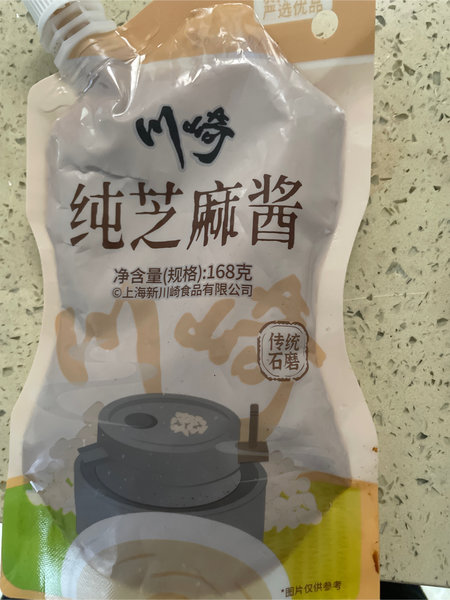 严选优品
川崎
纯芝麻酱
净含量(规格):168克
©上海新川崎食品有限公司
川崎
传统
石磨
*图片仅供参考